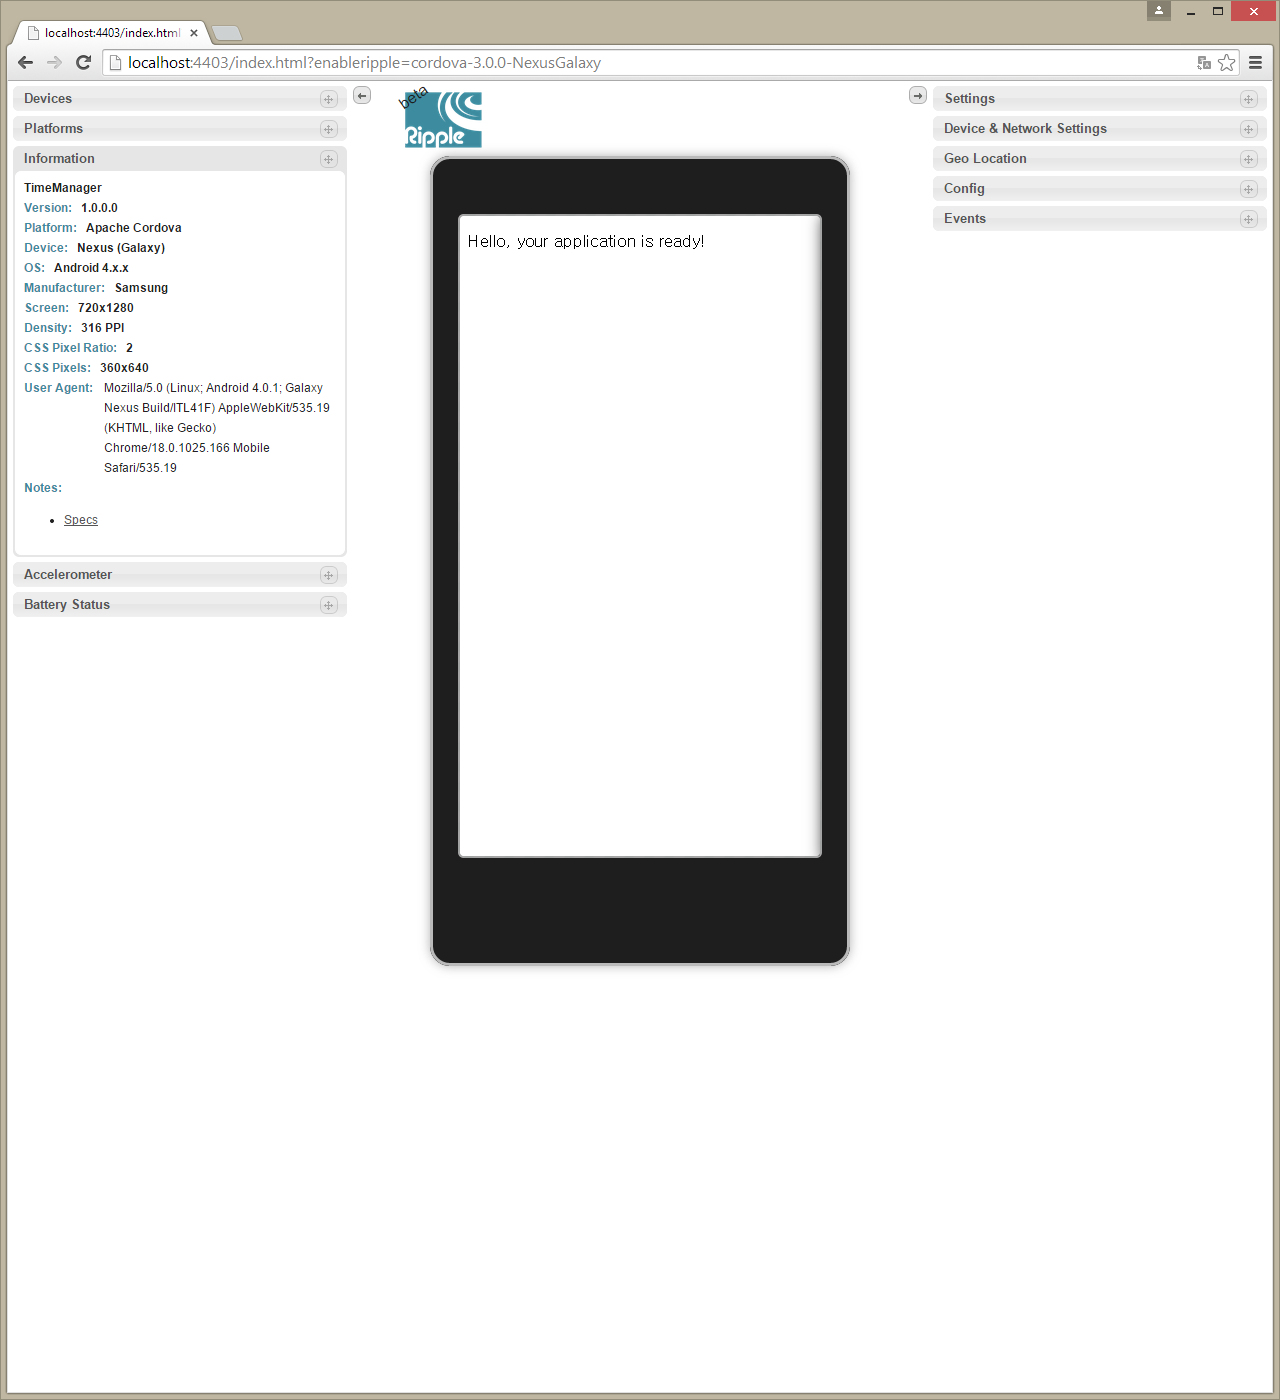 localhost:4403/index.html
localhost:4403/index.html?enableripple=cordova-3.0.0-NexusGalaxy
Devices
Platforms
Information
TimeManager
Version: 1.0.0.0
Platform: Apache Cordova
Device: Nexus (Galaxy)
OS: Android 4.x.x
Manufacturer: Samsung
Screen: 720x1280
Density: 316 PPI
CSS Pixel Ratio: 2
CSS Pixels: 360x640
User Agent: Mozilla/5.0 (Linux; Android 4.0.1; Galaxy
Nexus Build/ITL41F) AppleWebKit/535.19
(KHTML, like Gecko)
Chrome/18.0.1025.166 Mobile
Safari/535.19
Notes:
Specs
Accelerometer
Battery Status
beta
Ripple
Hello, your application is ready!
Settings
Device & Network Settings
Geo Location
Config
Events